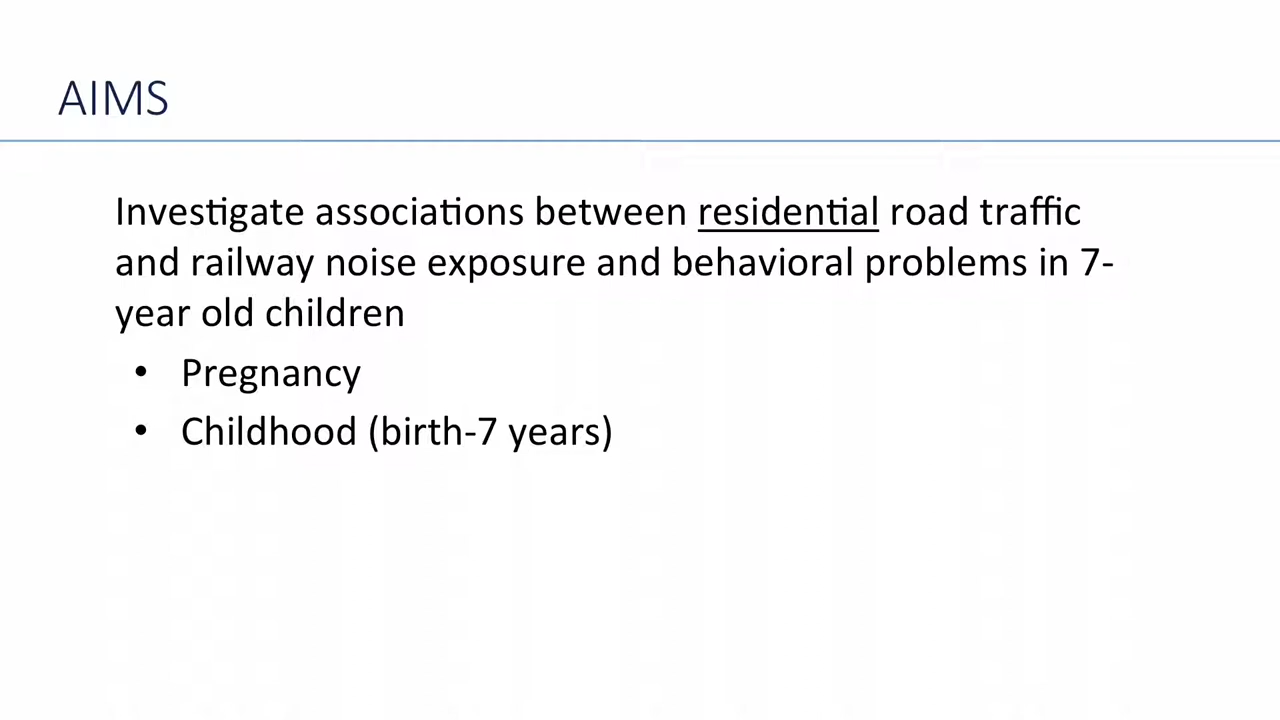 AIMS
Investigate associations between residential road traffic
and railway noise exposure and behavioral problems in 7-
year old children
• Pregnancy
• Childhood (birth-7 years)